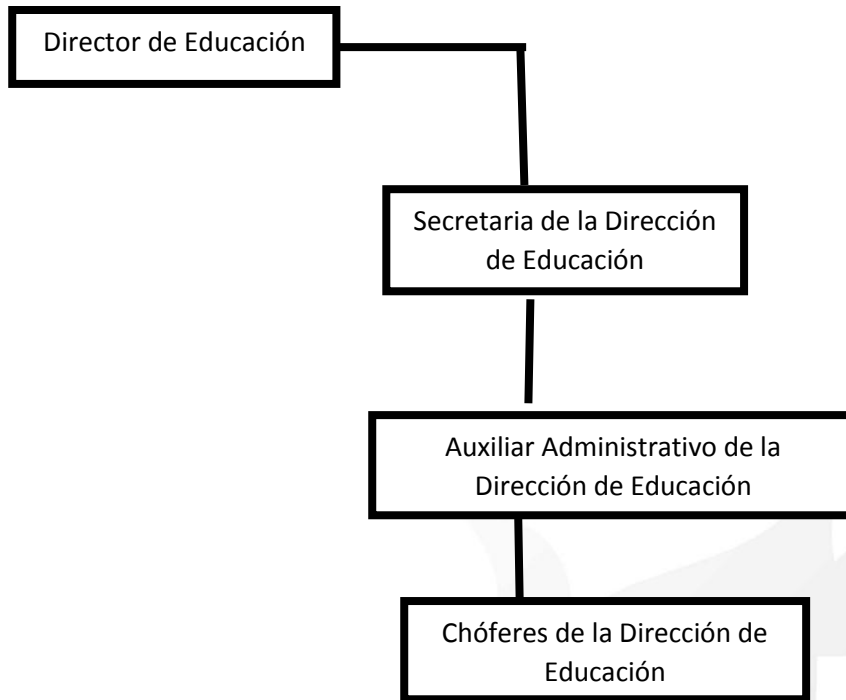 Director de Educación
Secretaria de la Dirección
de Educación
Auxiliar Administrativo de la
Dirección de Educación
Chóferes de la Dirección de
Educación